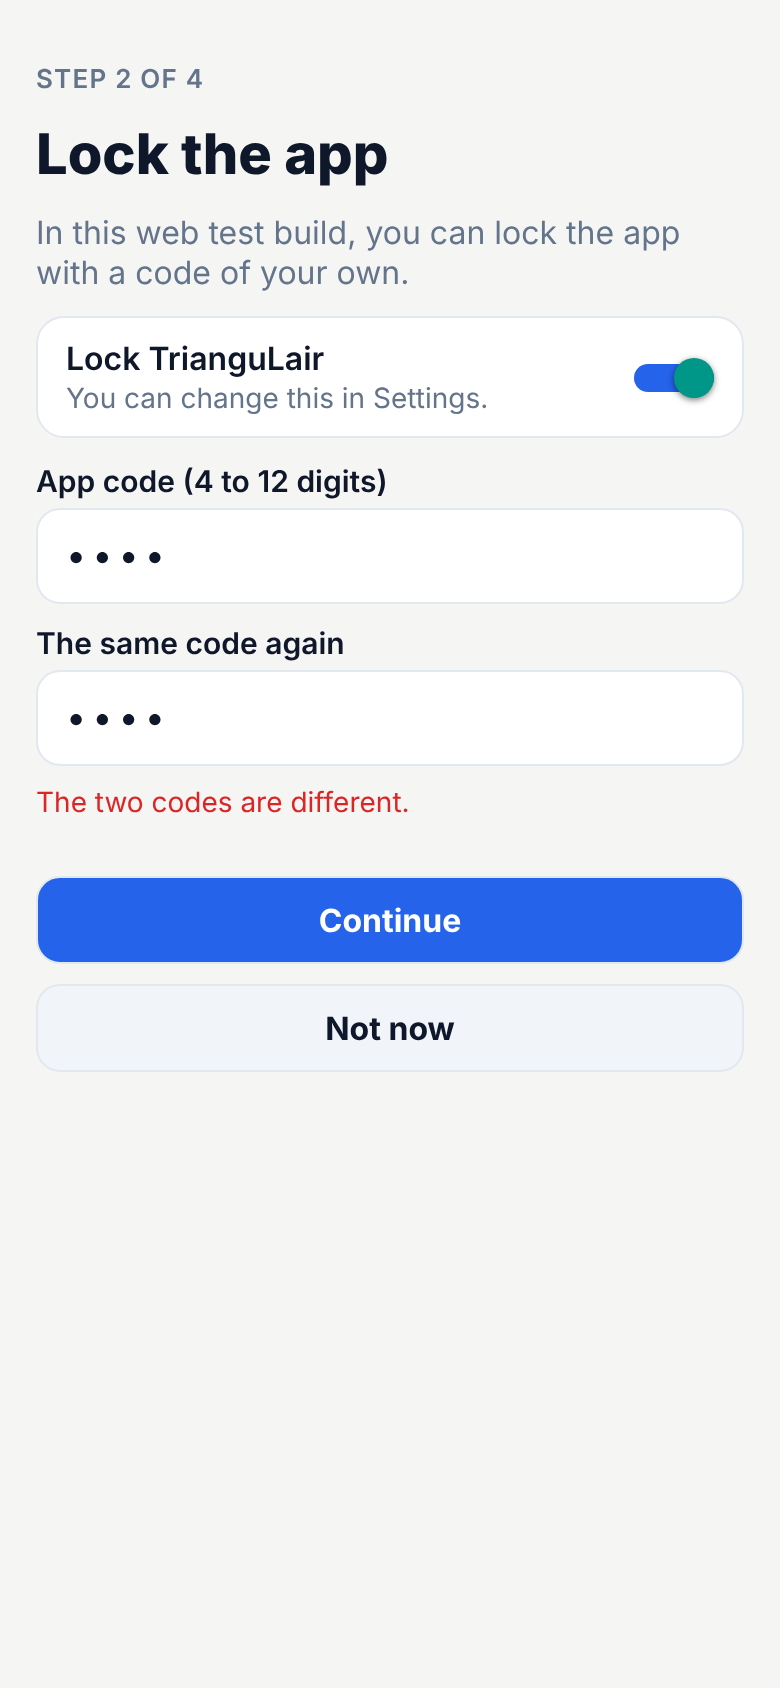 STEP 2 OF 4
Lock the app
In this web test build, you can lock the app
with a code of your own.
Lock TrianguLair
You can change this in Settings.
App code (4 to 12 digits)
••••
The same code again
••••
The two codes are different.
Continue
Not now